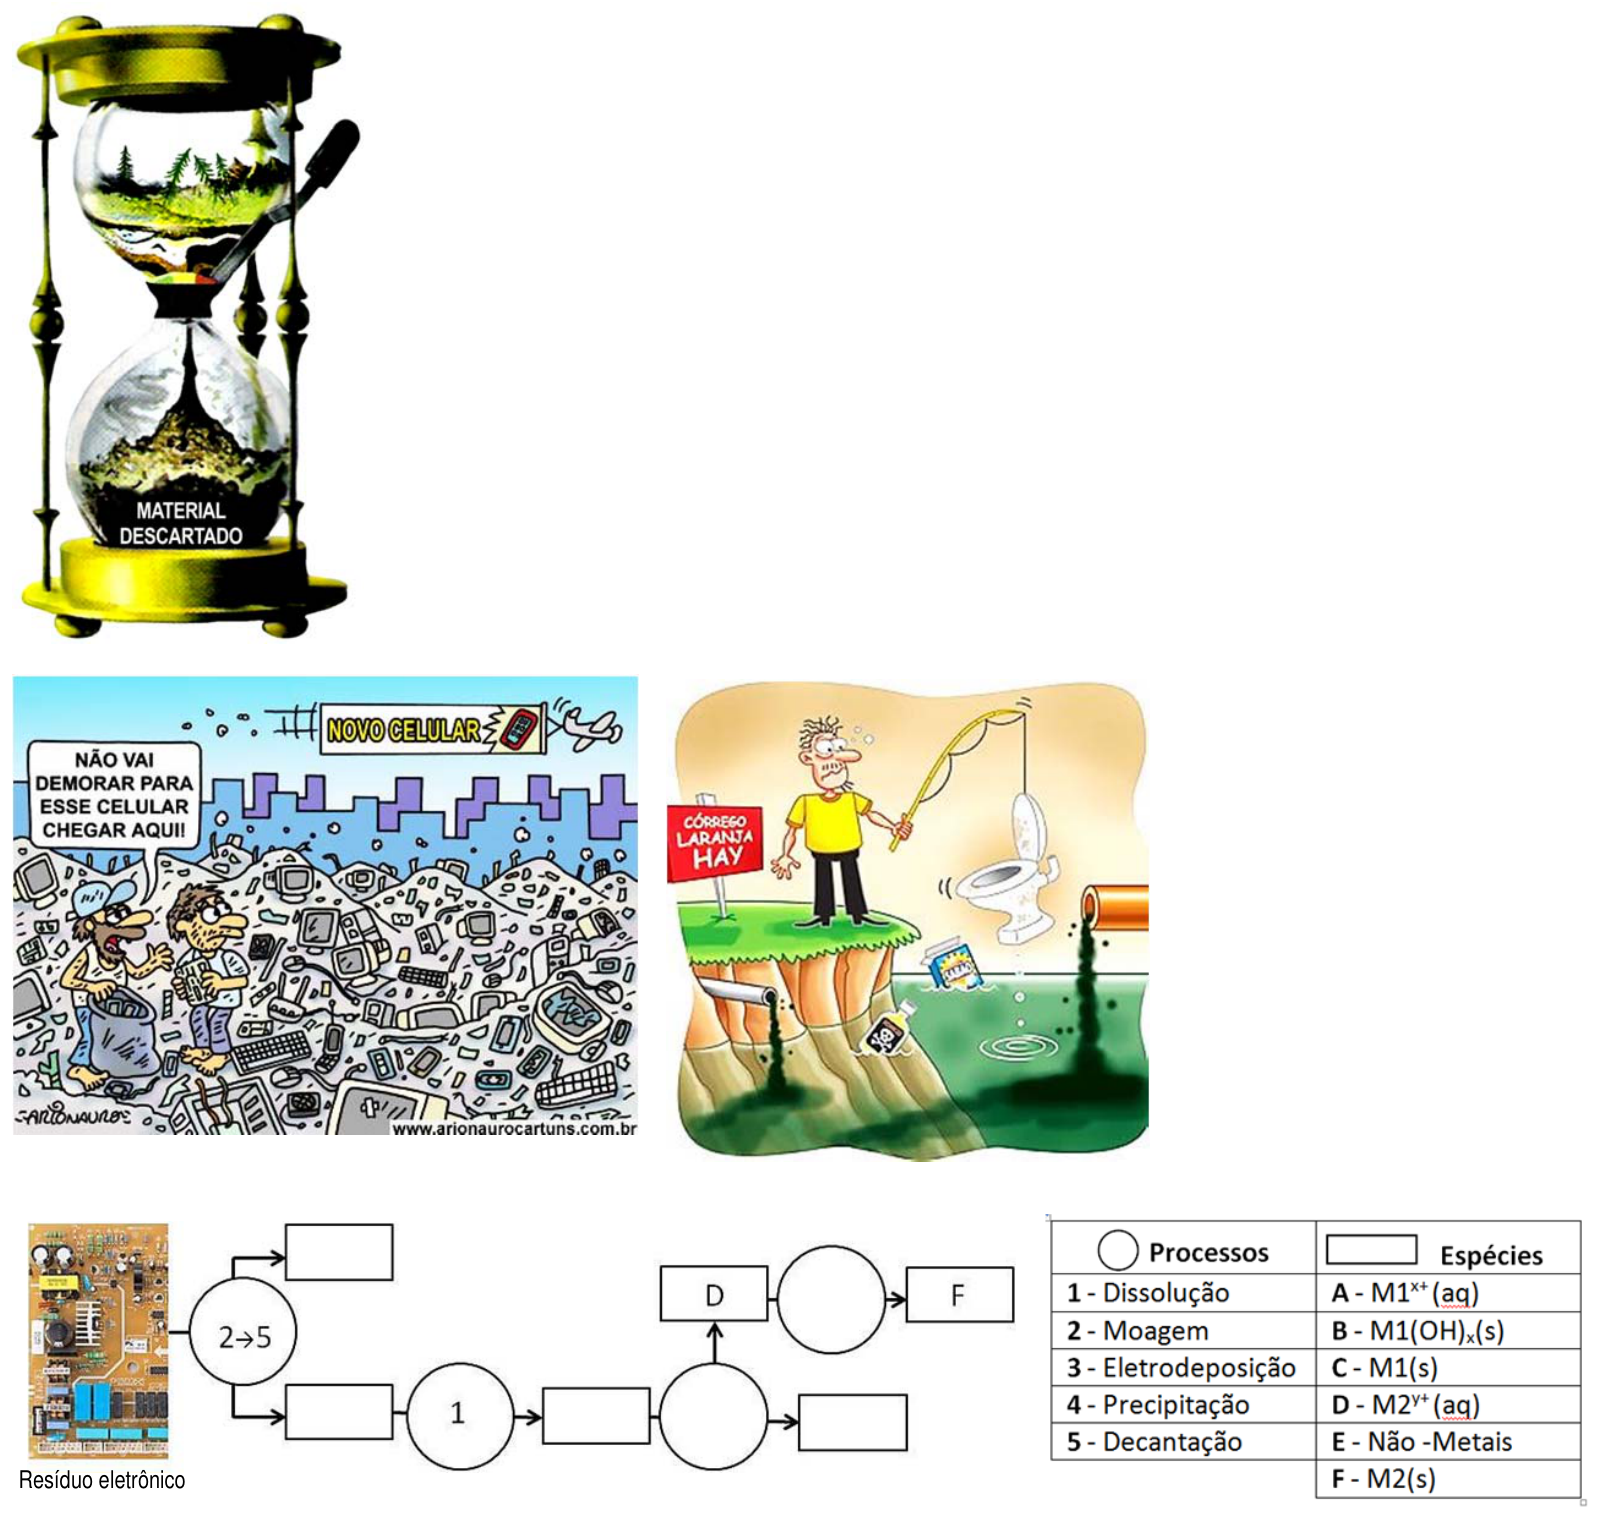 MATERIAL
DESCARTADO
NOVO CELULAR
NÃO VAI
DEMORAR PARA
ESSE CELULAR
CHEGAR AQUI!
-ARIONAURO-
www.arionaurocartuns.com.br
CÓRREGO
LARANJA
HAY
2→5
1
D
F
Resíduo eletrônico
Processos
Espécies
1 - Dissolução
A - M1ˣ⁺ (aq)
2 - Moagem
B - M1(OH)ₓ(s)
3 - Eletrodeposição
C - M1(s)
4 - Precipitação
D - M2ʸ⁺ (aq)
5 - Decantação
E - Não -Metais
F - M2(s)